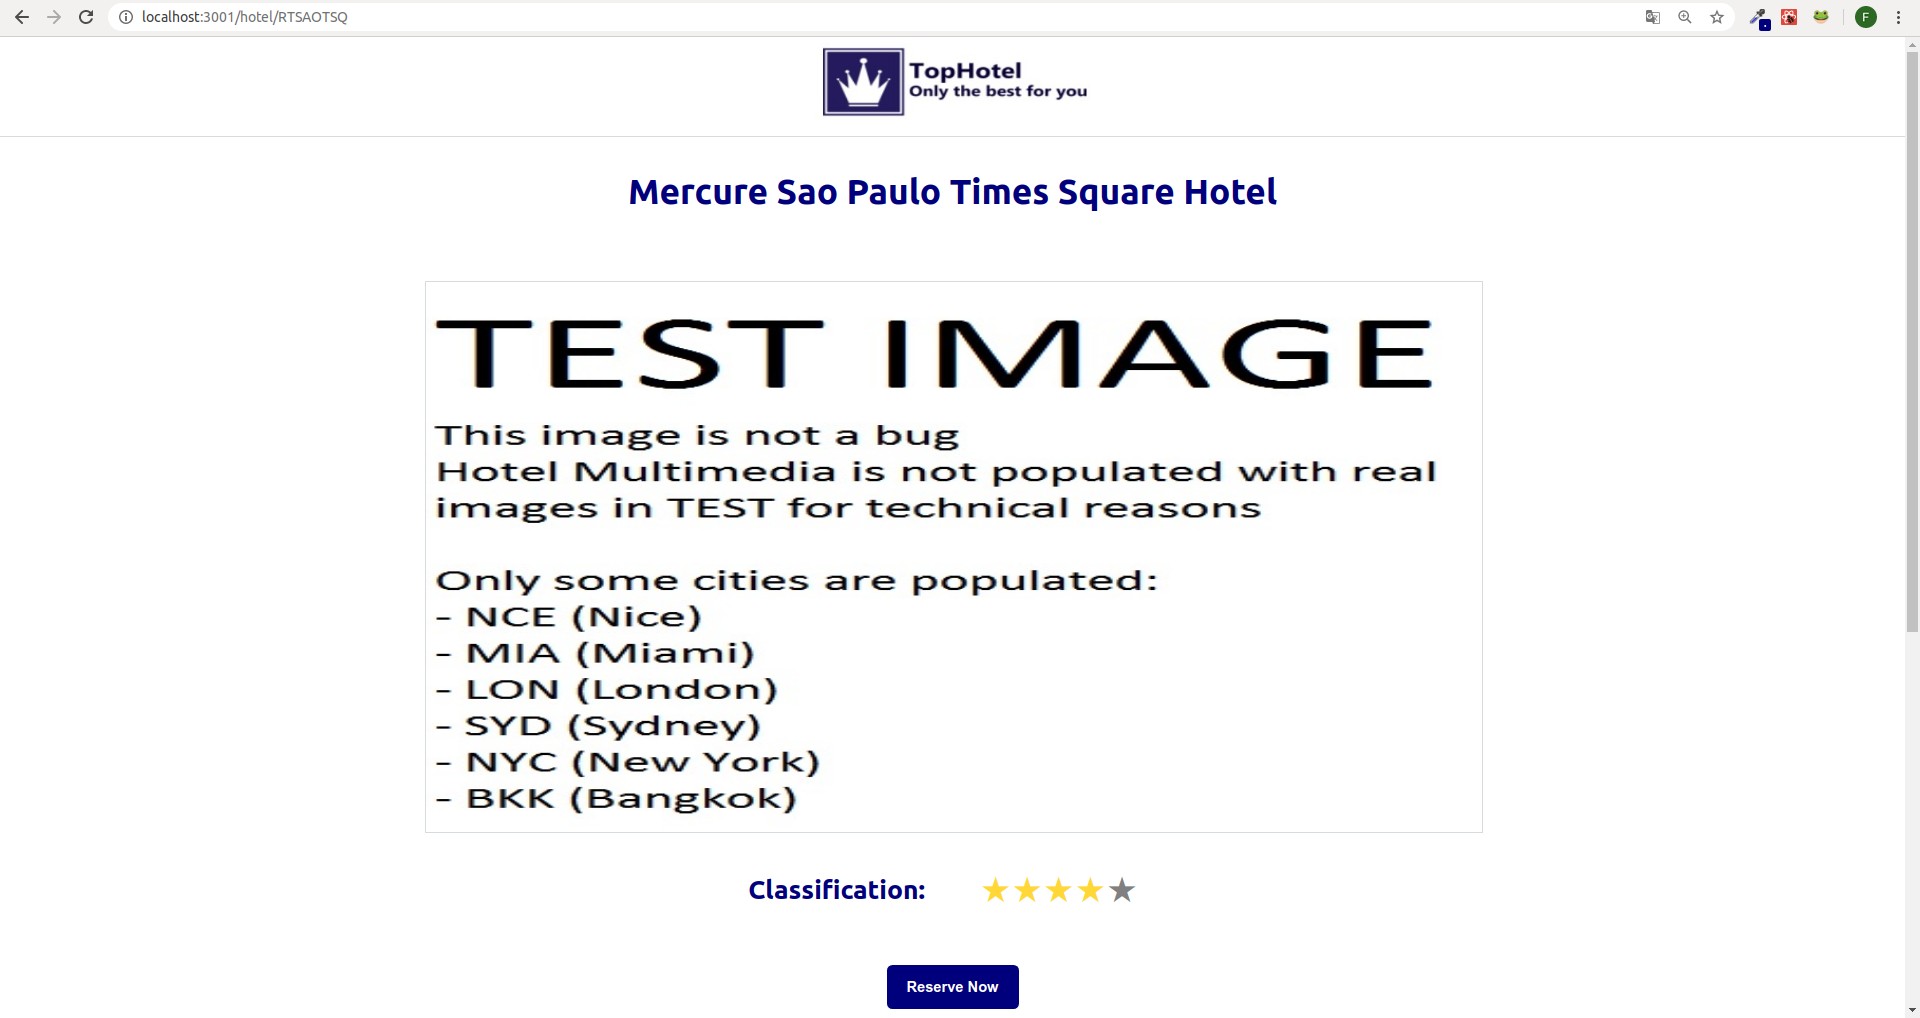 localhost:3001/hotel/RTSAOTSQ
F
TopHotel
Only the best for you
Mercure Sao Paulo Times Square Hotel
TEST IMAGE
This image is not a bug
Hotel Multimedia is not populated with real
images in TEST for technical reasons
Only some cities are populated:
- NCE (Nice)
- MIA (Miami)
- LON (London)
- SYD (Sydney)
- NYC (New York)
- BKK (Bangkok)
Classification:
Reserve Now